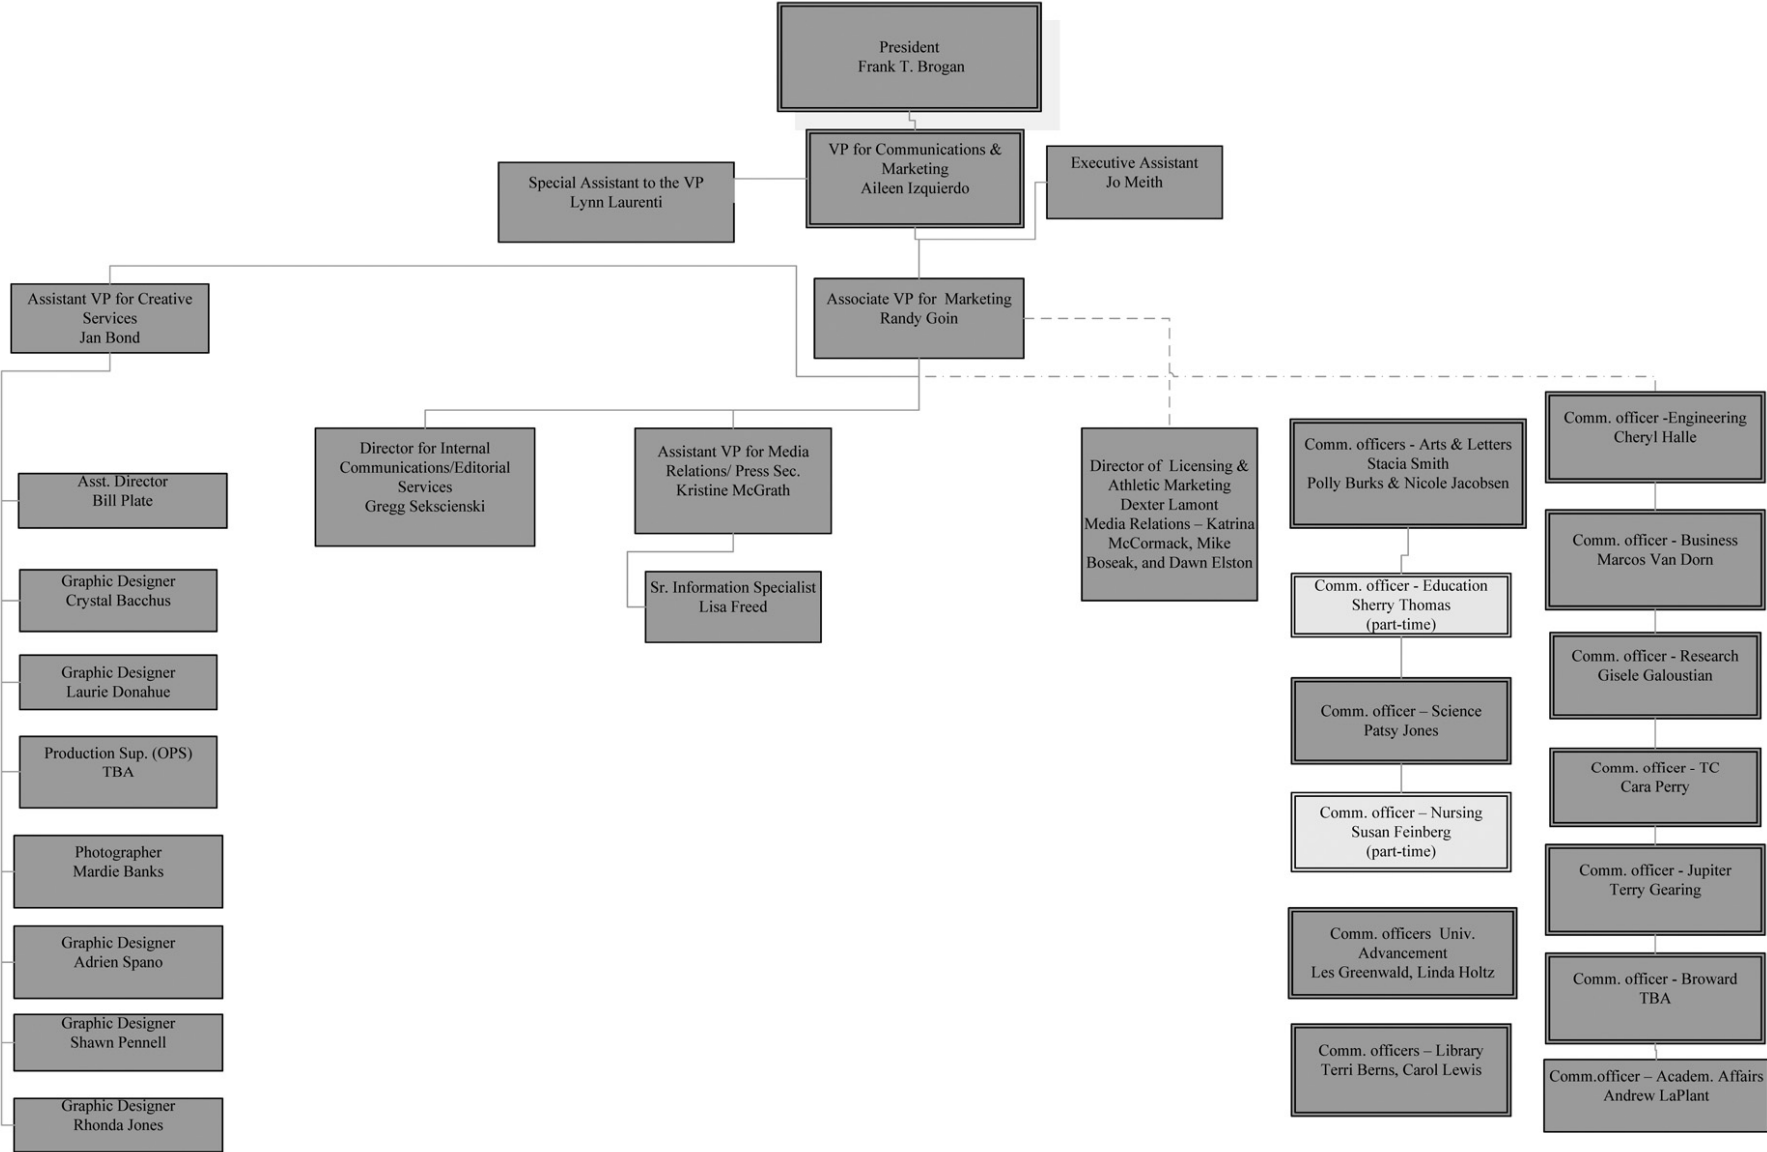 President
Frank T. Brogan
VP for Communications &
Marketing
Aileen Izquierdo
Special Assistant to the VP
Lynn Laurenti
Executive Assistant
Jo Meith
Assistant VP for Creative
Services
Jan Bond
Associate VP for  Marketing
Randy Goin
Director for Internal
Communications/Editorial
Services
Gregg Sekscienski
Assistant VP for Media
Relations/ Press Sec.
Kristine McGrath
Sr. Information Specialist
Lisa Freed
Director of  Licensing &
Athletic Marketing
Dexter Lamont
Media Relations – Katrina
McCormack, Mike
Boseak, and Dawn Elston
Asst. Director
Bill Plate
Graphic Designer
Crystal Bacchus
Graphic Designer
Laurie Donahue
Production Sup. (OPS)
TBA
Photographer
Mardie Banks
Graphic Designer
Adrien Spano
Graphic Designer
Shawn Pennell
Graphic Designer
Rhonda Jones
Comm. officers - Arts & Letters
Stacia Smith
Polly Burks & Nicole Jacobsen
Comm. officer - Education
Sherry Thomas
(part-time)
Comm. officer – Science
Patsy Jones
Comm. officer – Nursing
Susan Feinberg
(part-time)
Comm. officers  Univ.
Advancement
Les Greenwald, Linda Holtz
Comm. officers – Library
Terri Berns, Carol Lewis
Comm. officer -Engineering
Cheryl Halle
Comm. officer - Business
Marcos Van Dorn
Comm. officer - Research
Gisele Galoustian
Comm. officer - TC
Cara Perry
Comm. officer - Jupiter
Terry Gearing
Comm. officer - Broward
TBA
Comm.officer – Academ. Affairs
Andrew LaPlant